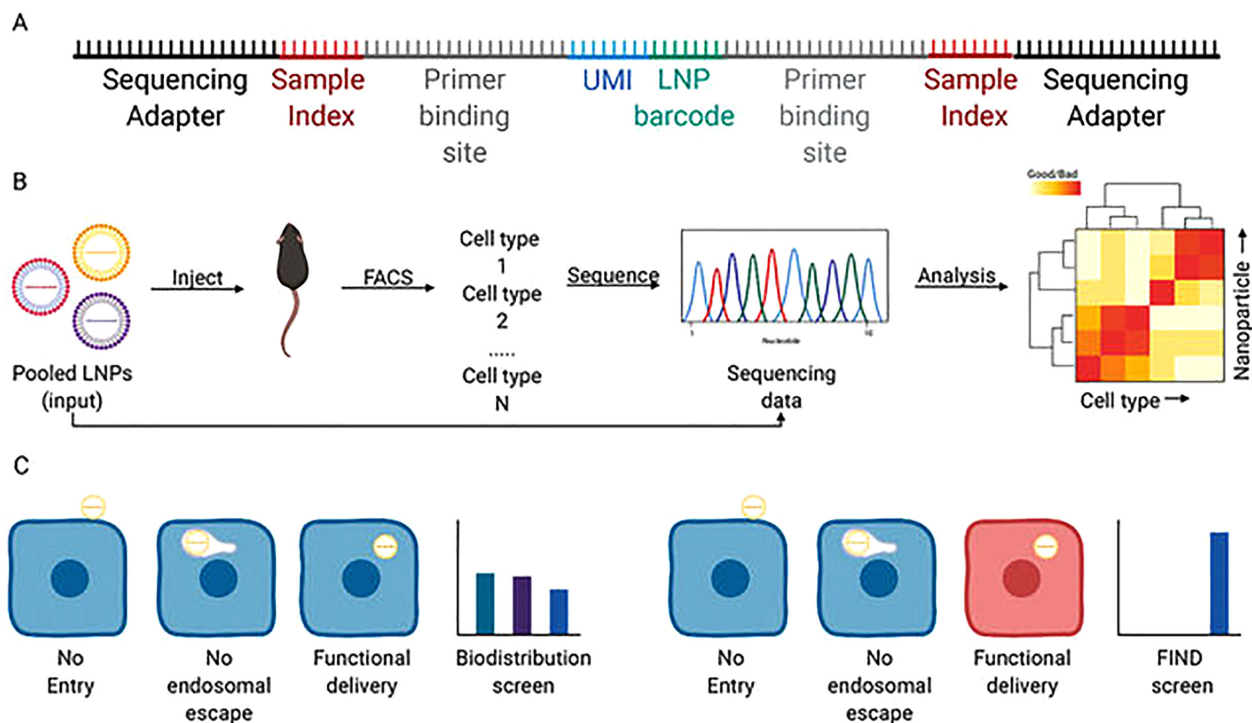 A
Sequencing
Adapter
Sample
Index
Primer
binding
site
UMI
LNP
barcode
Primer
binding
site
Sample
Index
Sequencing
Adapter
B
Pooled LNPs
(input)
Inject
FACS
Cell type
1
Cell type
2
.....
Cell type
N
Sequence
1
16
Nucleotide
Sequencing
data
Analysis
Good/Bad
Nanoparticle
Cell type
C
No
Entry
No
endosomal
escape
Functional
delivery
Biodistribution
screen
No
Entry
No
endosomal
escape
Functional
delivery
FIND
screen